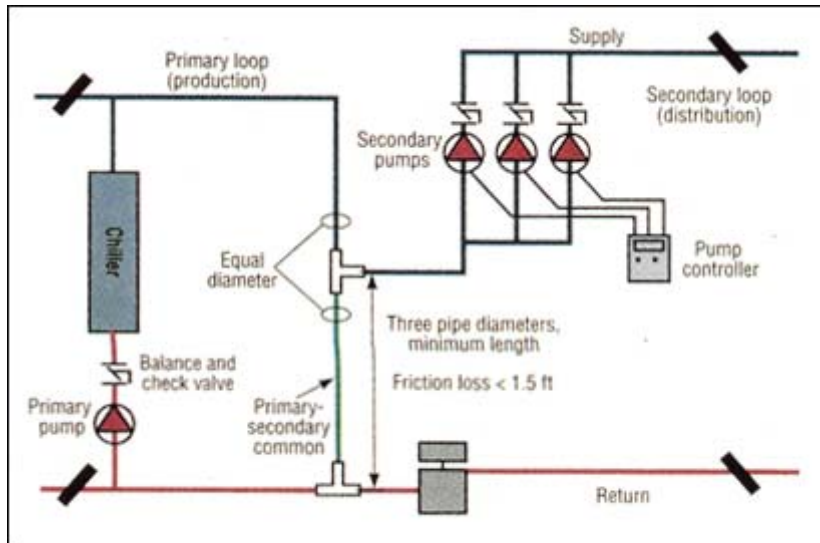 Primary loop
(production)
Supply
Secondary loop
(distribution)
Secondary
pumps
Chiller
Equal
diameter
Pump
controller
Three pipe diameters,
minimum length
Friction loss < 1.5 ft
Balance and
check valve
Primary
pump
Primary-
secondary
common
Return